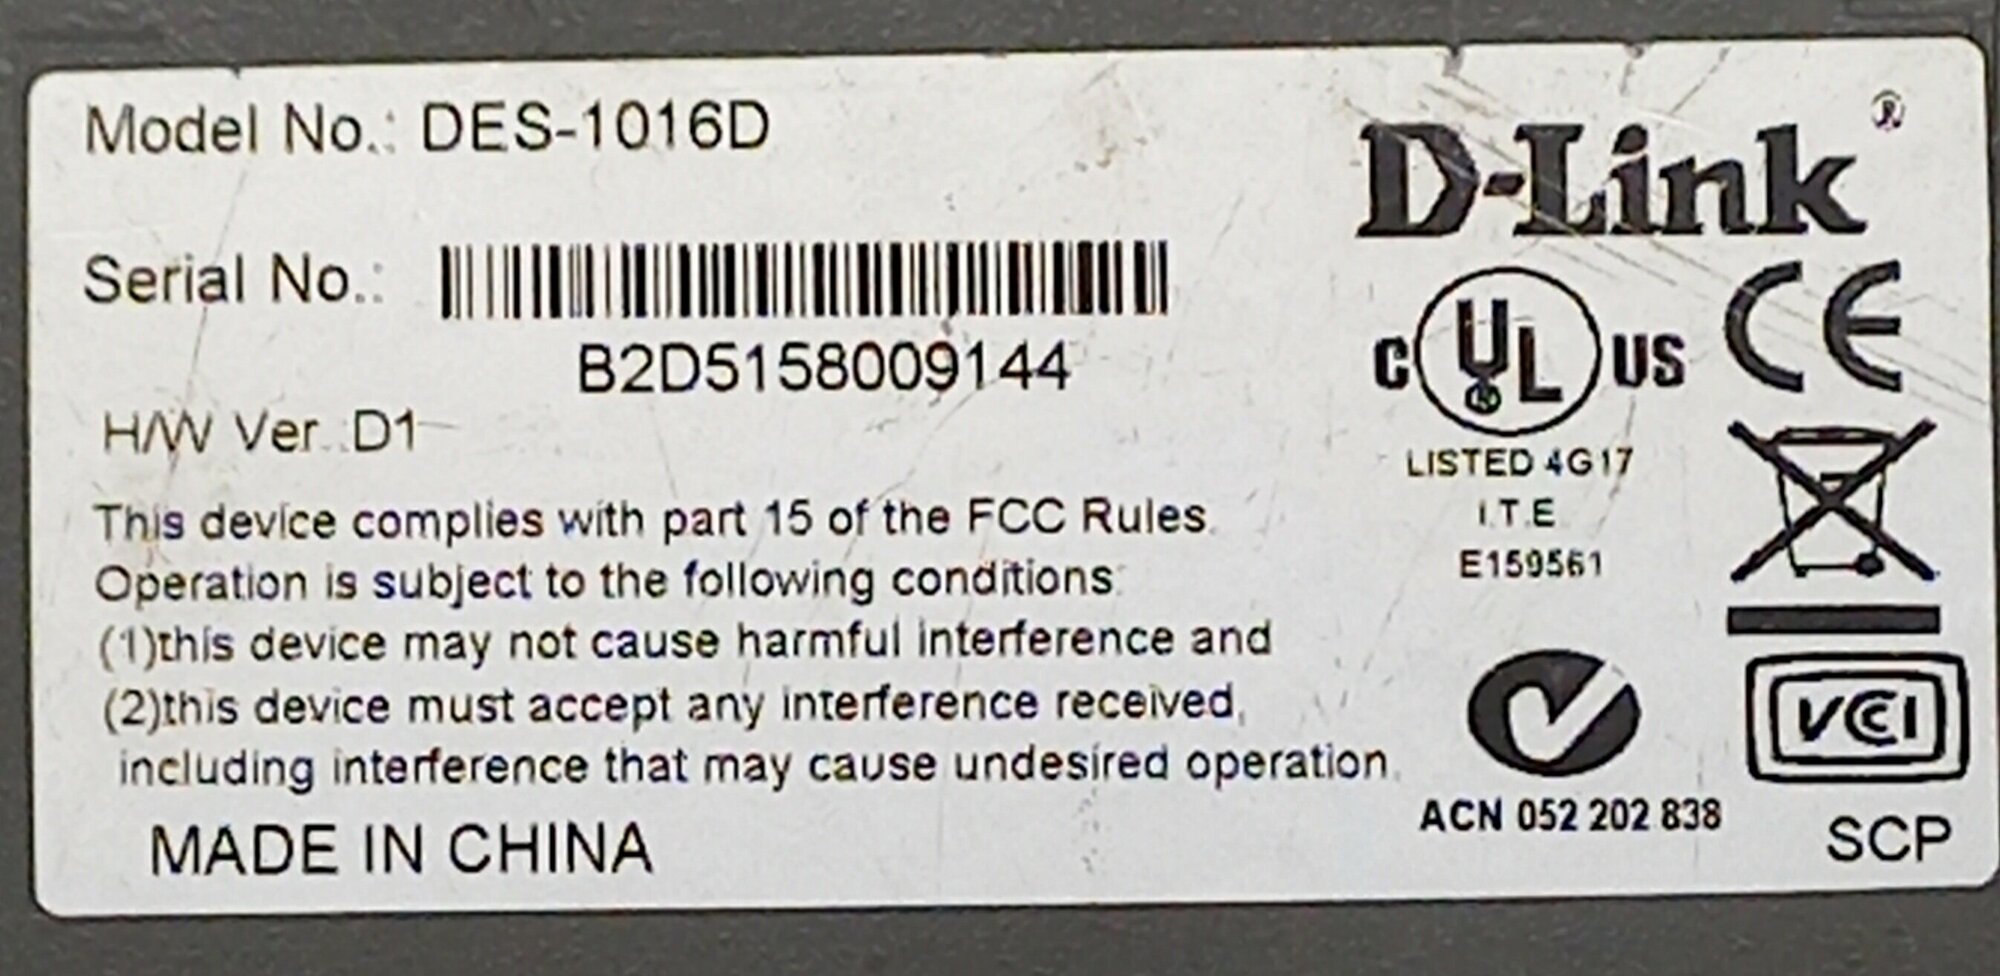 Model No.: DES-1016D
D-Link®
Serial No.:
B2D5158009144
H/W Ver.:D1
C UL® US
CE
LISTED 4G17
I.T.E
E159561
This device complies with part 15 of the FCC Rules.
Operation is subject to the following conditions:
(1)this device may not cause harmful interference and
(2)this device must accept any interference received,
including interference that may cause undesired operation.
MADE IN CHINA
ACN 052 202 838
VCCI
SCP